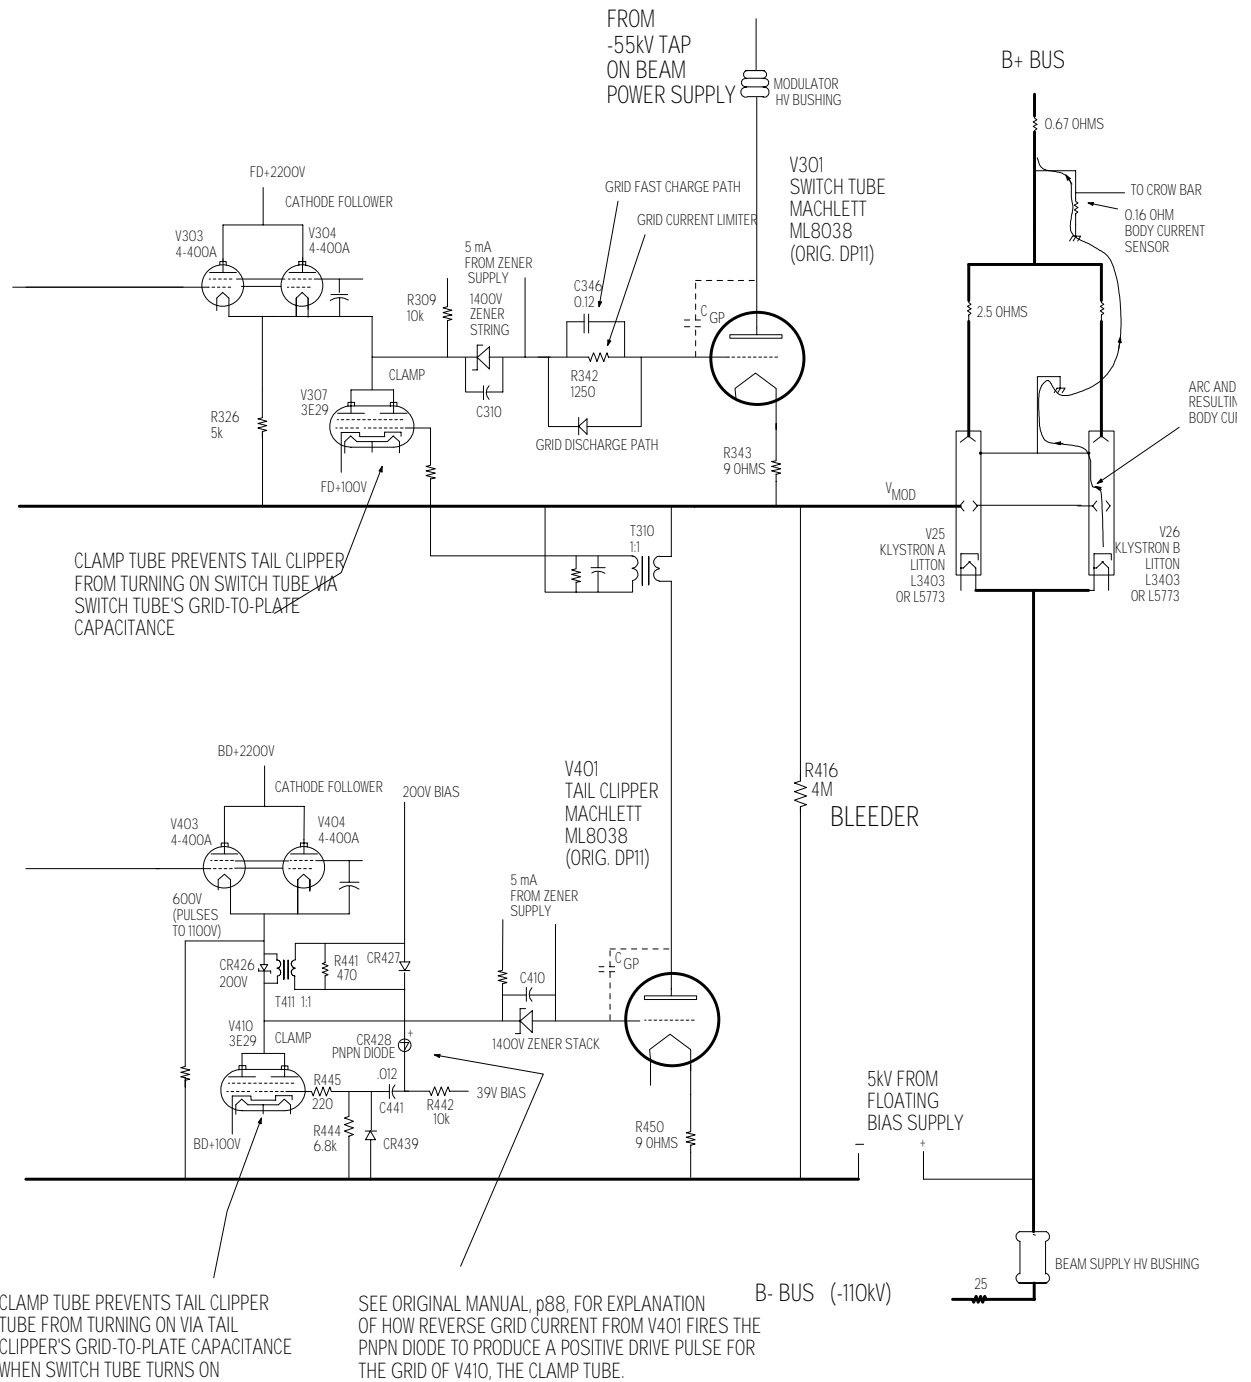 FROM
-55kV TAP
ON BEAM
POWER SUPPLY
MODULATOR
HV BUSHING
B+ BUS
0.67 OHMS
TO CROW BAR
0.16 OHM
BODY CURRENT
SENSOR
FD+2200V
CATHODE FOLLOWER
V303
4-400A
V304
4-400A
GRID FAST CHARGE PATH
GRID CURRENT LIMITER
V301
SWITCH TUBE
MACHLETT
ML8038
(ORIG. DP11)
5 mA
FROM ZENER
SUPPLY
R309
10k
1400V
ZENER
STRING
C346
0.12
C GP
2.5 OHMS
R342
1250
CLAMP
V307
3E29
C310
GRID DISCHARGE PATH
R326
5k
R343
9 OHMS
FD+100V
ARC AND
RESULTIN
BODY CUR
VMOD
T310
1:1
V25
KLYSTRON A
LITTON
L3403
OR L5773
V26
KLYSTRON B
LITTON
L3403
OR L5773
CLAMP TUBE PREVENTS TAIL CLIPPER
FROM TURNING ON SWITCH TUBE VIA
SWITCH TUBE'S GRID-TO-PLATE
CAPACITANCE
BD+2200V
CATHODE FOLLOWER
200V BIAS
V403
4-400A
V404
4-400A
V401
TAIL CLIPPER
MACHLETT
ML8038
(ORIG. DP11)
R416
4M
BLEEDER
600V
(PULSES
TO 1100V)
5 mA
FROM ZENER
SUPPLY
CR426
200V
R441
470
CR427
T411 1:1
C410
C GP
V410
3E29
CLAMP
CR428
PNPN DIODE
+
1400V ZENER STACK
R445
220
.012
C441
R442
10k
39V BIAS
R444
6.8k
CR439
BD+100V
R450
9 OHMS
5kV FROM
FLOATING
BIAS SUPPLY
- +
BEAM SUPPLY HV BUSHING
25
B- BUS (-110kV)
CLAMP TUBE PREVENTS TAIL CLIPPER
TUBE FROM TURNING ON VIA TAIL
CLIPPER'S GRID-TO-PLATE CAPACITANCE
WHEN SWITCH TUBE TURNS ON
SEE ORIGINAL MANUAL, p88, FOR EXPLANATION
OF HOW REVERSE GRID CURRENT FROM V401 FIRES THE
PNPN DIODE TO PRODUCE A POSITIVE DRIVE PULSE FOR
THE GRID OF V410, THE CLAMP TUBE.